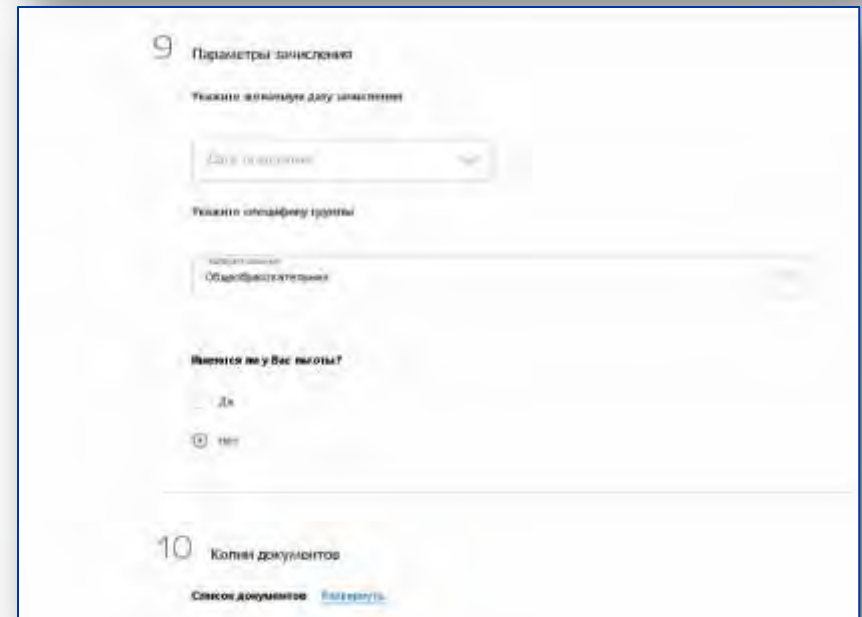 9 Параметры зачисления
Укажите желаемую дату зачисления
Дата зачисления
Укажите специфику группы
Общеобразовательная
Имеются ли у Вас льготы?
Да
Нет
10 Копии документов
Список документов Развернуть